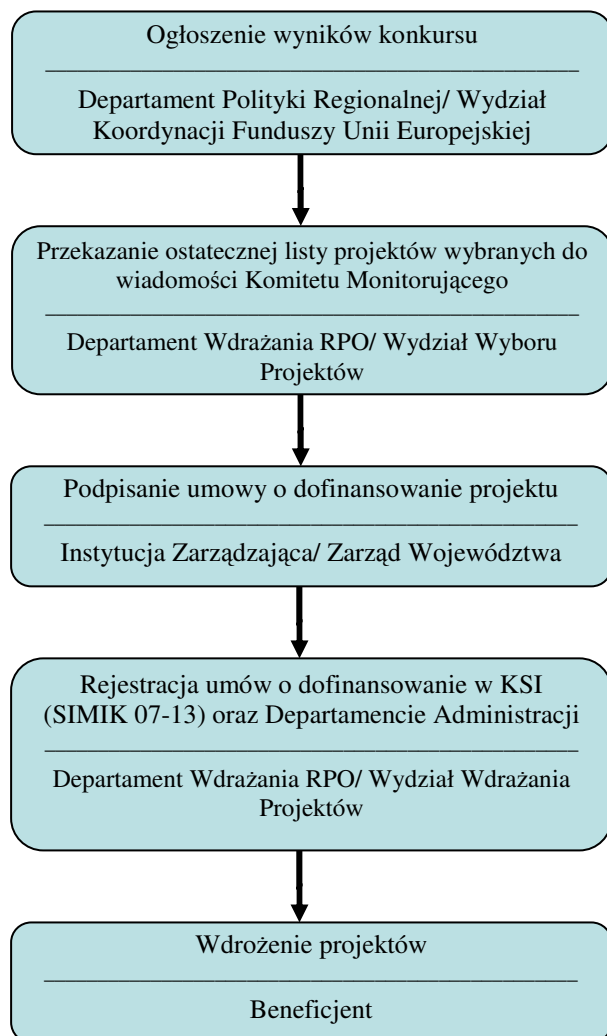 Ogłoszenie wyników konkursu
Departament Polityki Regionalnej/ Wydział
Koordynacji Funduszy Unii Europejskiej
Przekazanie ostatecznej listy projektów wybranych do
wiadomości Komitetu Monitorującego
Departament Wdrażania RPO/ Wydział Wyboru
Projektów
Podpisanie umowy o dofinansowanie projektu
Instytucja Zarządzająca/ Zarząd Województwa
Rejestracja umów o dofinansowanie w KSI
(SIMIK 07-13) oraz Departamencie Administracji
Departament Wdrażania RPO/ Wydział Wdrażania
Projektów
Wdrożenie projektów
Beneficjent